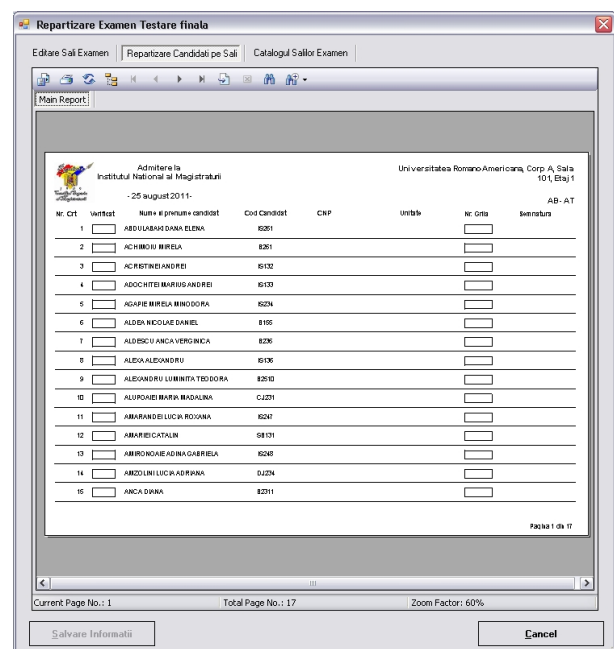 Repartizare Examen Testare finala
Editare Sali Examen Repartizare Candidati pe Sali Catalogul Salilor Examen
Main Report
Admitere la Universitatea Romano-Americana, Corp A, Sala
Institutul National al Magistraturii 101, Etaj 1
- 25 august 2011- AB - AT
Nr. Crt Verificat Nume si prenume candidat Cod Candidat CNP Unitate Nr. Grila Semnatura
1 ABDULABAKI DANA ELENA IS261
2 ACHIMOIU MIRELA B261
3 ACRISTINEI ANDREI IS132
4 ADOCHITEI MARIUS ANDREI IS133
5 AGAPIE MIRELA MINODORA IS234
6 ALDEA NICOLAE DANIEL B155
7 ALDESCU ANCA VERGINICA B236
8 ALEXA ALEXANDRU IS136
9 ALEXANDRU LUMINITA TEODORA B2510
10 ALUPOAIEI MARIA MADALINA CJ231
11 AMARANDEI LUCIA ROXANA IS247
12 AMARIEI CATALIN SB131
13 AMIRONOAIE ADINA GABRIELA IS248
14 AMZOLINI LUCIA ADRIANA DJ234
15 ANCA DIANA B2311
Pagina 1 din 17
Current Page No.: 1 Total Page No.: 17 Zoom Factor: 60%
Salvare Informatii Cancel